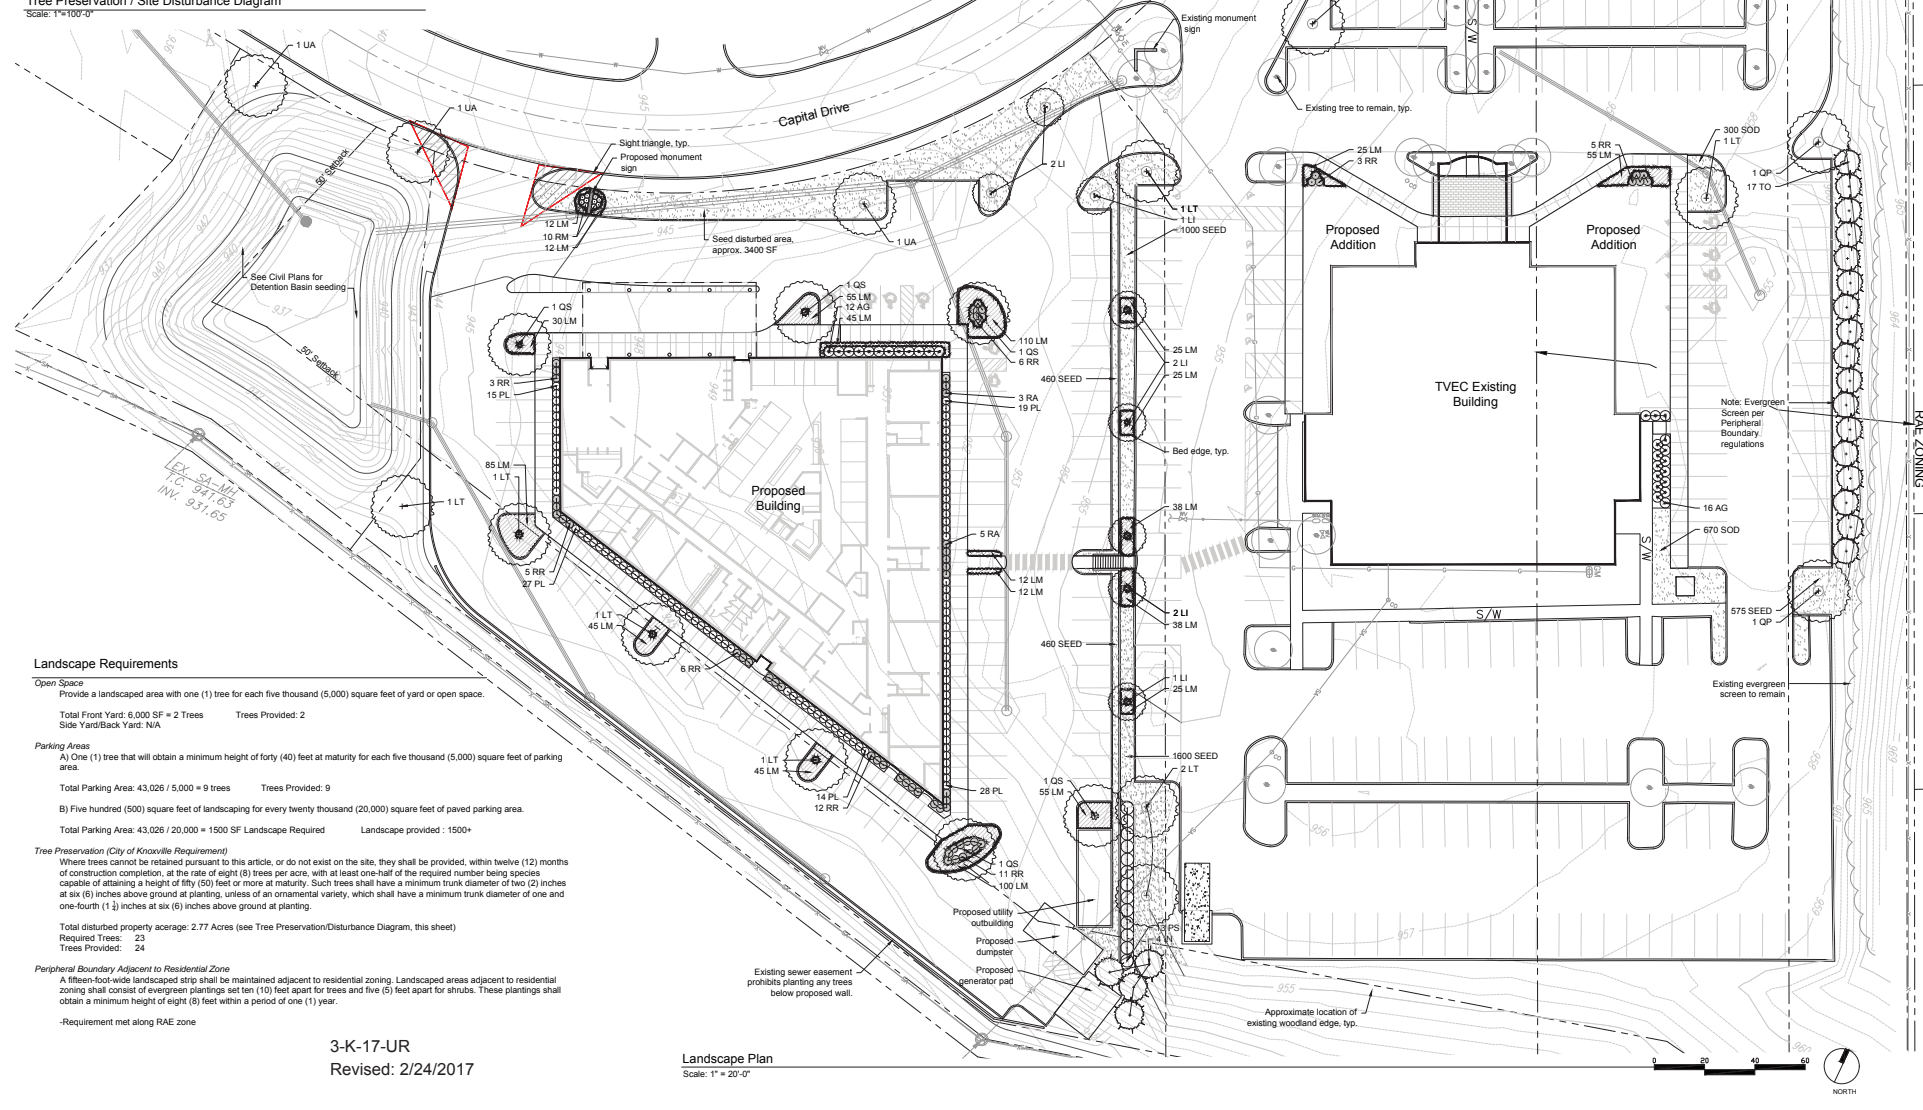 Tree Preservation / Site Disturbance Diagram
Scale: 1"=100'-0"
1 UA
1 UA
Capital Drive
Existing monument
sign
Sight triangle, typ.
Proposed monument
sign
2 LI
Existing tree to remain, typ.
S/W
300 SOD
1 LT
25 LM
3 RR
5 RR
55 LM
1 QP
17 TO
50' Setback
12 LM
10 RM
12 LM
945
Seed disturbed area,
approx. 3400 SF
1 UA
1 LT
1 LI
1000 SEED
Proposed
Addition
Proposed
Addition
See Civil Plans for
Detention Basin seeding
937
50' Setback
1 QS
30 LM
1 QS
55 LM
12 AG
45 LM
110 LM
1 QS
6 RR
25 LM
2 LI
25 LM
460 SEED
3 RR
15 PL
3 RA
19 PL
TVEC Existing
Building
Note: Evergreen
Screen per
Peripheral
Boundary
regulations
RAE ZONING
Bed edge, typ.
EX. SA-MH
T.C. 941.63
INV. 931.65
85 LM
1 LT
1 LT
Proposed
Building
38 LM
16 AG
670 SOD
5 RA
S/W
5 RR
27 PL
12 LM
12 LM
GM
1 LT
45 LM
2 LI
38 LM
S/W
575 SEED
1 QP
460 SEED
6 RR
1 LI
25 LM
Existing evergreen
screen to remain
1600 SEED
2 LT
1 LT
45 LM
14 PL
12 RR
28 PL
1 QS
55 LM
1 QS
11 RR
100 LM
956
957
955
Proposed utility
outbuilding
Proposed
dumpster
Proposed
generator pad
13 PS
4 IN
Existing sewer easement
prohibits planting any trees
below proposed wall.
Approximate location of
existing woodland edge, typ.
Landscape Requirements
Open Space
Provide a landscaped area with one (1) tree for each five thousand (5,000) square feet of yard or open space.
Total Front Yard: 6,000 SF = 2 Trees Trees Provided: 2
Side Yard/Back Yard: N/A
Parking Areas
A) One (1) tree that will obtain a minimum height of forty (40) feet at maturity for each five thousand (5,000) square feet of parking
area.
Total Parking Area: 43,026 / 5,000 = 9 trees Trees Provided: 9
B) Five hundred (500) square feet of landscaping for every twenty thousand (20,000) square feet of paved parking area.
Total Parking Area: 43,026 / 20,000 = 1500 SF Landscape Required Landscape provided : 1500+
Tree Preservation (City of Knoxville Requirement)
Where trees cannot be retained pursuant to this article, or do not exist on the site, they shall be provided, within twelve (12) months
of construction completion, at the rate of eight (8) trees per acre, with at least one-half of the required number being species
capable of attaining a height of fifty (50) feet or more at maturity. Such trees shall have a minimum trunk diameter of two (2) inches
at six (6) inches above ground at planting, unless of an ornamental variety, which shall have a minimum trunk diameter of one and
one-fourth (1 ¼) inches at six (6) inches above ground at planting.
Total disturbed property acerage: 2.77 Acres (see Tree Preservation/Disturbance Diagram, this sheet)
Required Trees: 23
Trees Provided: 24
Peripheral Boundary Adjacent to Residential Zone
A fifteen-foot-wide landscaped strip shall be maintained adjacent to residential zoning. Landscaped areas adjacent to residential
zoning shall consist of evergreen plantings set ten (10) feet apart for trees and five (5) feet apart for shrubs. These plantings shall
obtain a minimum height of eight (8) feet within a period of one (1) year.
-Requirement met along RAE zone
3-K-17-UR
Revised: 2/24/2017
Landscape Plan
Scale: 1" = 20'-0"
0 20 40 60
NORTH